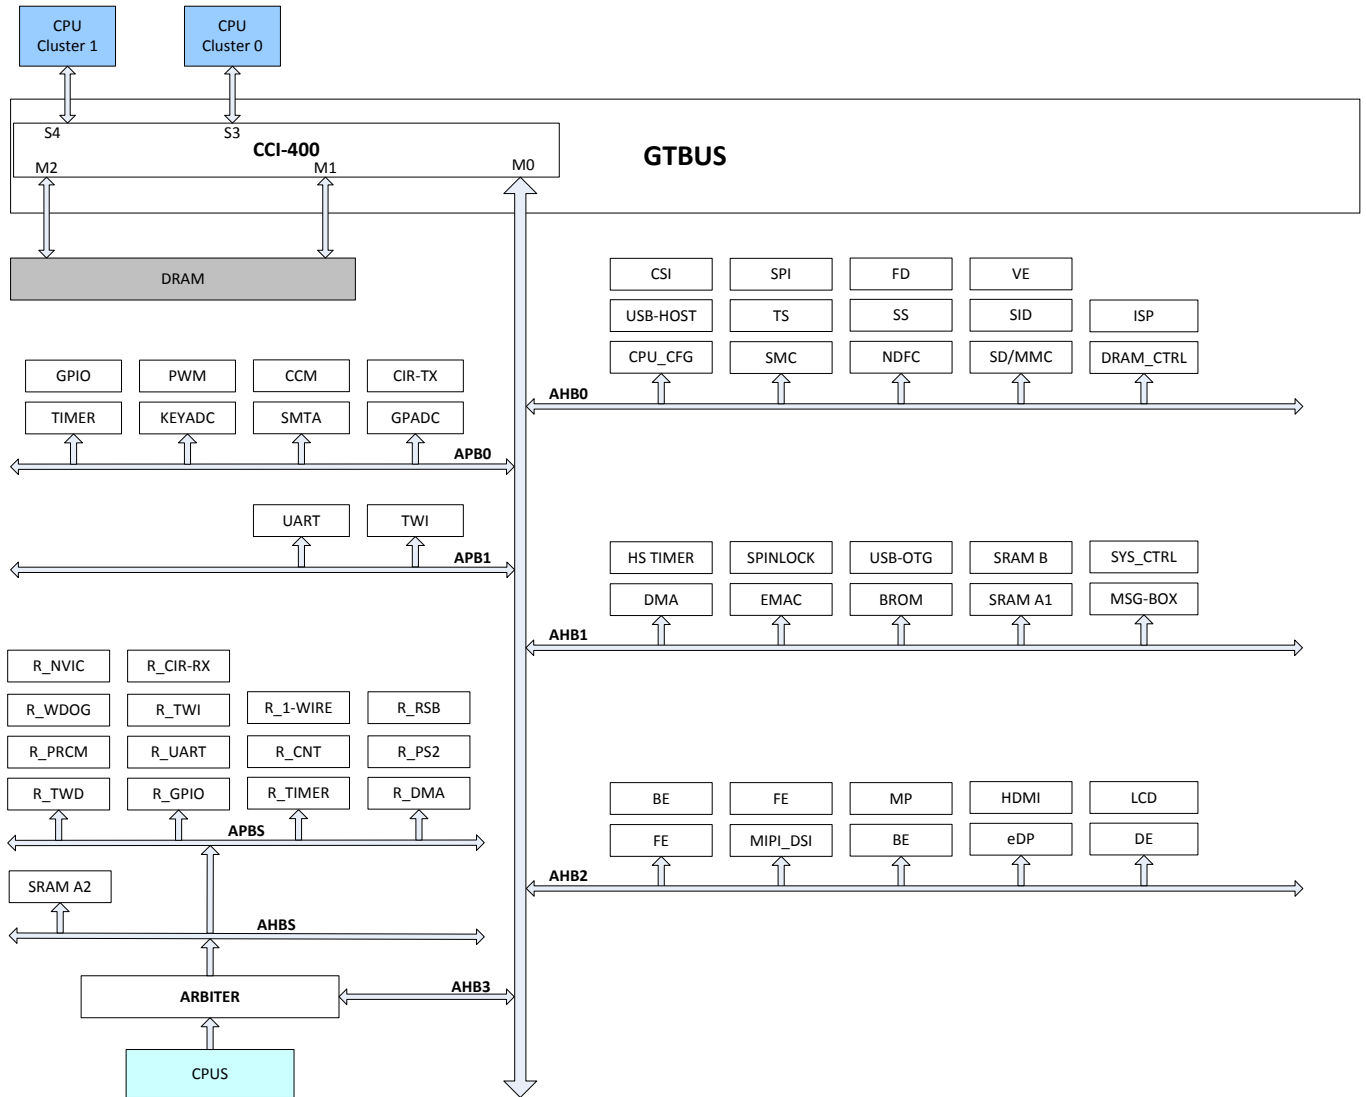 CPU
Cluster 1
CPU
Cluster 0
S4
S3
CCI-400
M2
M1
M0
GTBUS
DRAM
CSI
SPI
FD
VE
USB-HOST
TS
SS
SID
ISP
CPU_CFG
SMC
NDFC
SD/MMC
DRAM_CTRL
AHB0
GPIO
PWM
CCM
CIR-TX
TIMER
KEYADC
SMTA
GPADC
APB0
UART
TWI
APB1
HS TIMER
SPINLOCK
USB-OTG
SRAM B
SYS_CTRL
DMA
EMAC
BROM
SRAM A1
MSG-BOX
AHB1
R_NVIC
R_CIR-RX
R_WDOG
R_TWI
R_1-WIRE
R_RSB
R_PRCM
R_UART
R_CNT
R_PS2
R_TWD
R_GPIO
R_TIMER
R_DMA
APBS
BE
FE
MP
HDMI
LCD
FE
MIPI_DSI
BE
eDP
DE
AHB2
SRAM A2
AHBS
ARBITER
AHB3
CPUS